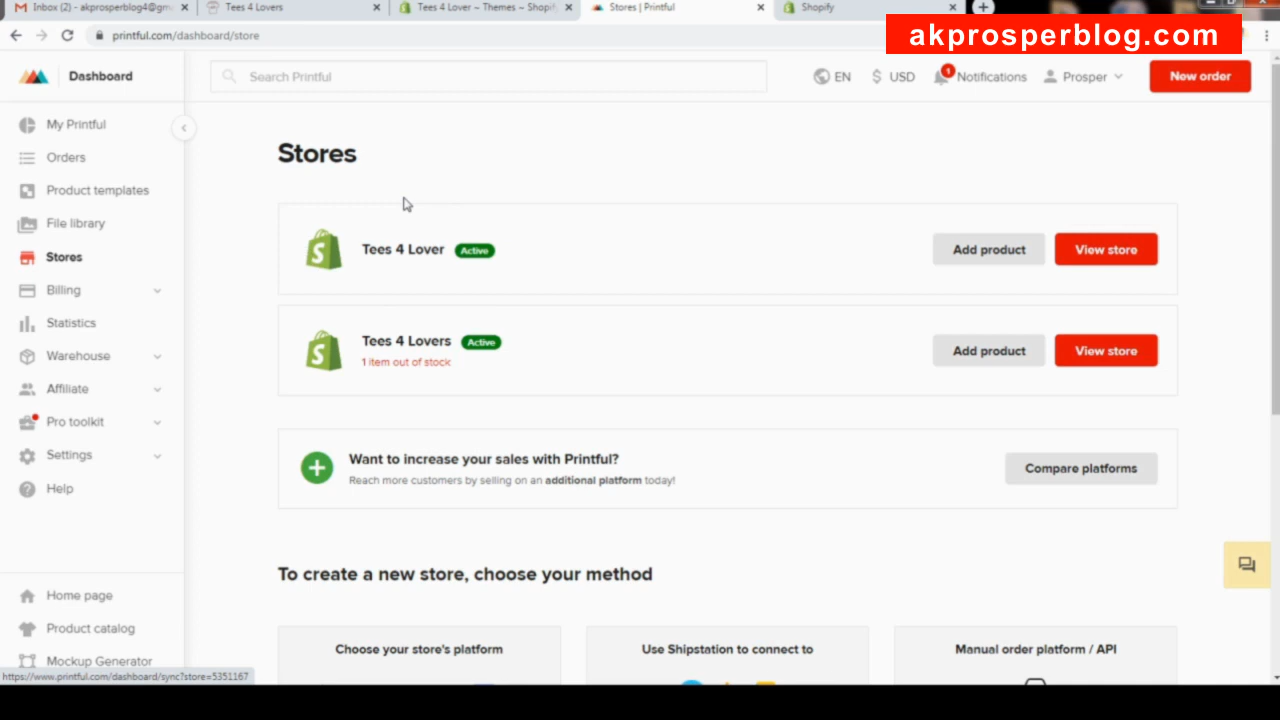 Inbox (2) - akprosperblog4@gm
Tees 4 Lovers
Tees 4 Lover ~ Themes ~ Shopif
Stores | Printful
Shopify
printful.com/dashboard/store
akprosperblog.com
Dashboard
Search Printful
EN
$ USD
1
Notifications
Prosper
New order
My Printful
Orders
Product templates
File library
Stores
Billing
Statistics
Warehouse
Affiliate
Pro toolkit
Settings
Help
Home page
Product catalog
Mockup Generator
https://www.printful.com/dashboard/sync?store=5351167
Stores
Tees 4 Lover Active
Add product
View store
Tees 4 Lovers Active
1 item out of stock
Add product
View store
Want to increase your sales with Printful?
Reach more customers by selling on an additional platform today!
Compare platforms
To create a new store, choose your method
Choose your store's platform
Use Shipstation to connect to
Manual order platform / API